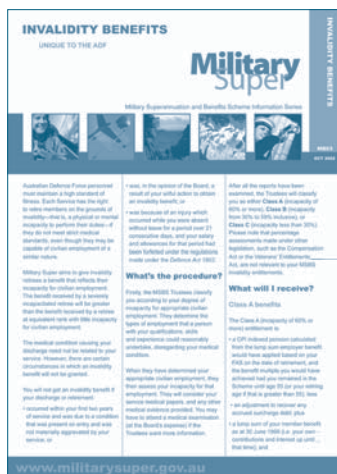 INVALIDITY BENEFITS
UNIQUE TO THE ADF
INVALIDITY BENEFITS
Military
Super
Military Superannuation and Benefits Scheme Information Series
Australian Defence Force personnel
must maintain a high standard of
fitness. Each Service has the right
to retire members on the grounds of
invalidity—that is, a physical or mental
incapacity to perform their duties—if
they do not meet strict medical
standards, even though they may be
capable of civilian employment of a
similar nature.
Military Super aims to give invalidity
retirees a benefit that reflects their
incapacity for civilian employment.
The benefit received by a severely
incapacitated retiree will be greater
than the benefit received by a retiree
at equivalent rank with little incapacity
for civilian employment.
The medical condition causing your
discharge need not be related to your
service. However, there are certain
circumstances in which an invalidity
benefit will not be granted.
You will not get an invalidity benefit if
your discharge or retirement:
• occurred within your first two years
of service and was due to a condition
that was present on entry and was
not materially aggravated by your
service, or
• was, in the opinion of the Board, a
result of your wilful action to obtain
an invalidity benefit, or
• was because of an injury which
occurred while you were absent
without leave for a period over 21
consecutive days, and your salary
and allowances for that period had
been forfeited under the regulations
made under the Defence Act 1903.
What's the procedure?
Firstly, the MSBS Trustees classify
you according to your degree of
incapacity for appropriate civilian
employment. They determine the
types of employment that a person
with your qualifications, skills
and experience could reasonably
undertake, disregarding your medical
condition.
When they have determined your
appropriate civilian employment, they
then assess your incapacity for that
employment. They will consider your
service medical papers, and any other
medical evidence provided. You may
have to attend a medical examination
(at the Board's expense) if the
Trustees want more information.
After all the reports have been
examined, the Trustees will classify
you as either Class A (incapacity of
60% or more), Class B (incapacity
from 30% to 59% inclusive), or
Class C (incapacity less than 30%).
Please note that percentage
assessments made under other
legislation, such as the Compensation
Act or the Veterans' Entitlements
Act, are not relevant to your MSBS
invalidity entitlements.
What will I receive?
Class A benefits
The Class A (incapacity of 60% or
more) entitlement is
• a CPI indexed pension calculated
from the lump sum employer benefit
would have applied based on your
FAS on the date of retirement, and
the benefit multiple you would have
achieved had you remained in the
Scheme until age 55 (or your retiring
age if that is greater than 55), less
• an adjustment to recover any
accrued surcharge debt, plus
• a lump sum of your member benefit
as at 30 June 1999 (i.e. your own
contributions and interest up until
that time), and
www.militarysuper.gov.au